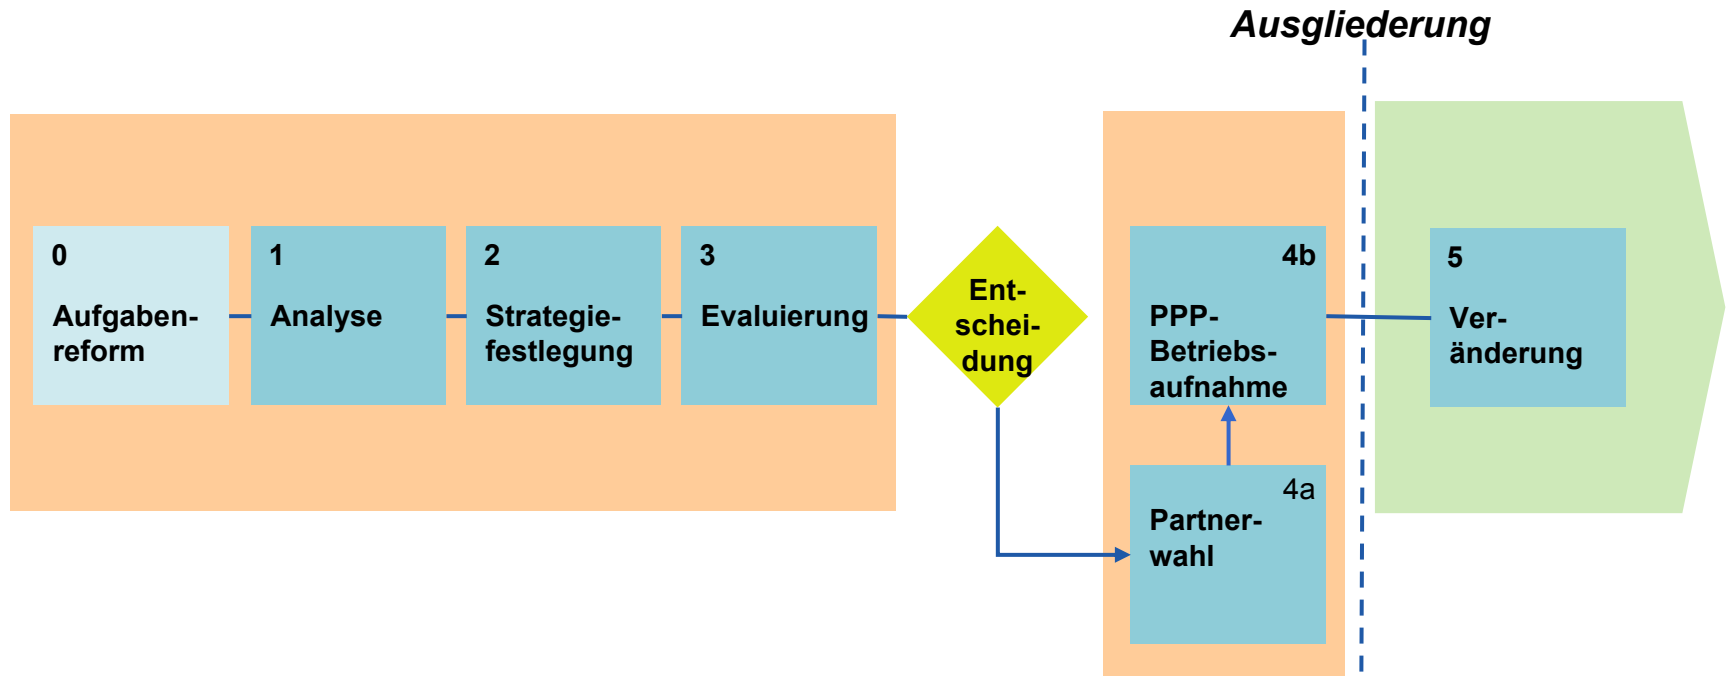 Ausgliederung
0
Aufgaben-
reform
1
Analyse
2
Strategie-
festlegung
3
Evaluierung
Ent-
schei-
dung
4b
PPP-
Betriebs-
aufnahme
4a
Partner-
wahl
5
Ver-
änderung